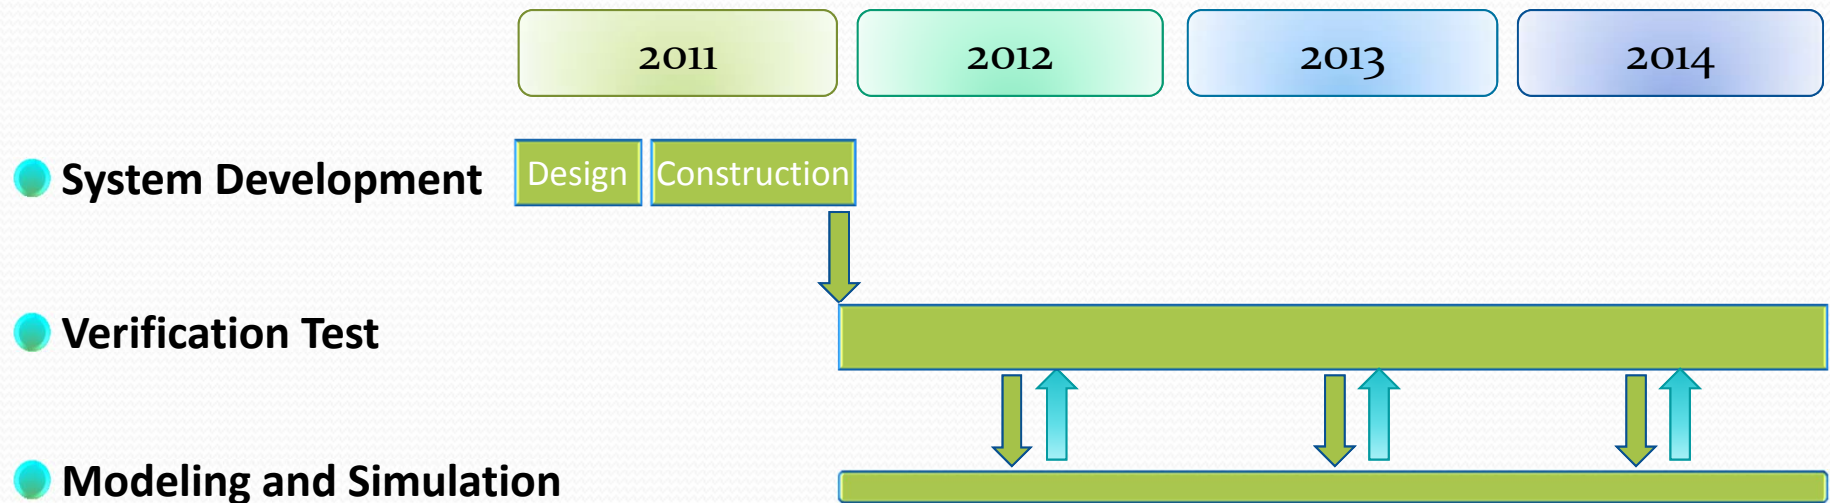 2011 2012 2013 2014
System Development Design Construction
Verification Test
Modeling and Simulation